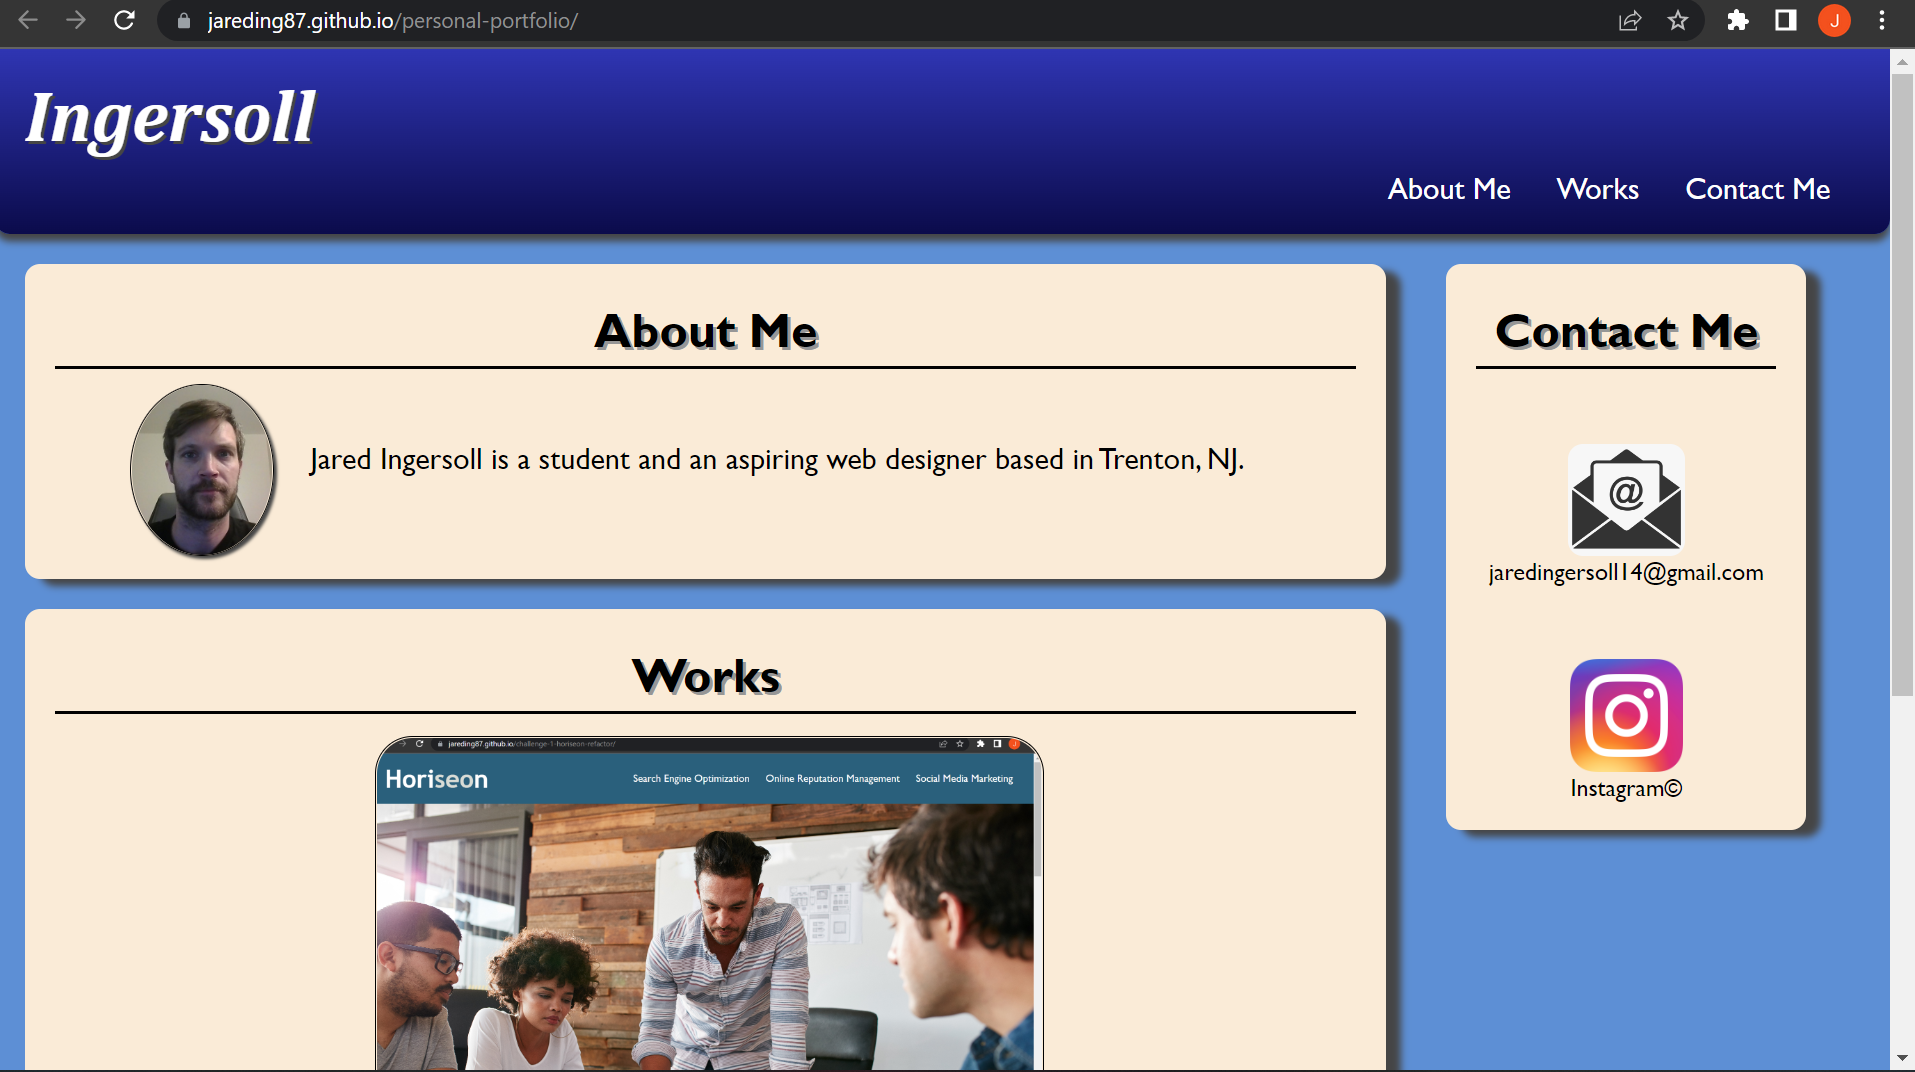 jareding87.github.io/personal-portfolio/
J
Ingersoll
About Me Works Contact Me
About Me
Jared Ingersoll is a student and an aspiring web designer based in Trenton, NJ.
Contact Me
@
jaredingersoll14@gmail.com
Instagram©
Works
jareding87.github.io/challenge-1-horiseon-refactor/
J
Horiseon
Search Engine Optimization Online Reputation Management Social Media Marketing